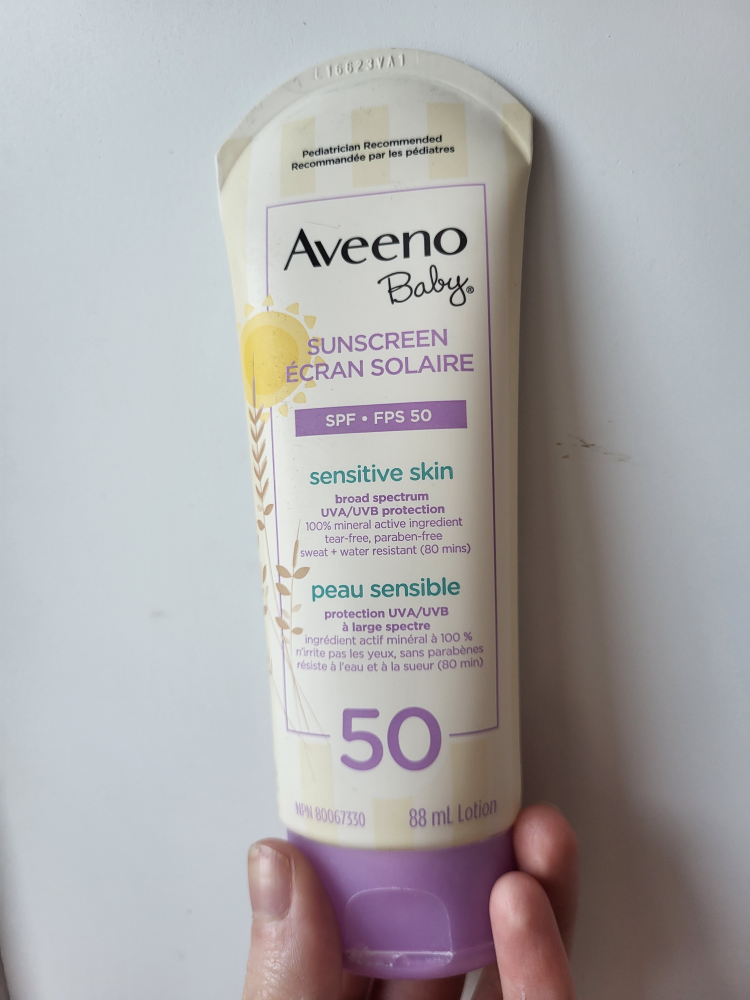 L16623VA1
Pediatrician Recommended
Recommandée par les pédiatres
Aveeno
Baby®
SUNSCREEN
ÉCRAN SOLAIRE
SPF • FPS 50
sensitive skin
broad spectrum
UVA/UVB protection
100% mineral active ingredient
tear-free, paraben-free
sweat + water resistant (80 mins)
peau sensible
protection UVA/UVB
à large spectre
ingrédient actif minéral à 100 %
n'irrite pas les yeux, sans parabènes
résiste à l'eau et à la sueur (80 min)
50
NPN 80067330
88 mL Lotion